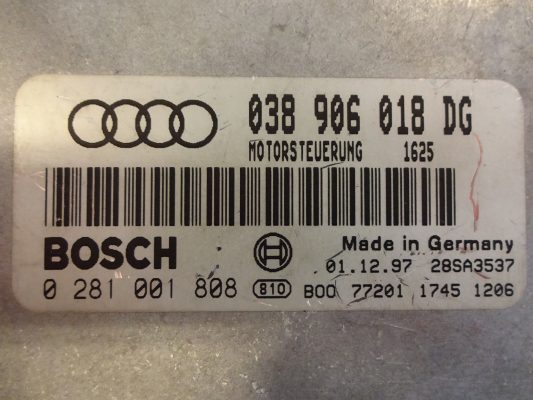 038 906 018 DG
MOTORSTEUERUNG 1625
BOSCH
Made in Germany
01.12.97 28SA3537
0 281 001 808 810 B00 77201 1745 1206